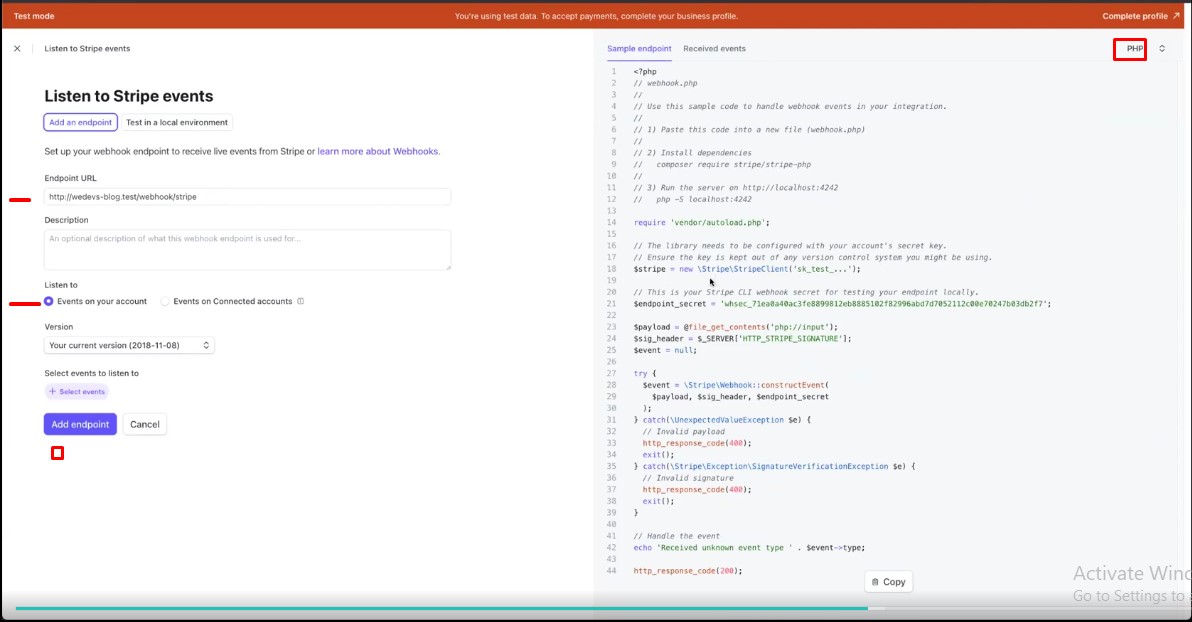 Test mode
You're using test data. To accept payments, complete your business profile.
Complete profile
Listen to Stripe events
Listen to Stripe events
Add an endpoint
Test in a local environment
Set up your webhook endpoint to receive live events from Stripe or learn more about Webhooks.
Endpoint URL
http://wedevs-blog.test/webhook/stripe
Description
An optional description of what this webhook endpoint is used for...
Listen to
Events on your account
Events on Connected accounts
Version
Your current version (2018-11-08)
Select events to listen to
+ Select events
Add endpoint
Cancel
Sample endpoint
Received events
PHP
1 <?php
2 // webhook.php
3 //
4 // Use this sample code to handle webhook events in your integration.
5 //
6 // 1) Paste this code into a new file (webhook.php)
7 //
8 // 2) Install dependencies
9 //   composer require stripe/stripe-php
10 //
11 // 3) Run the server on http://localhost:4242
12 //   php -S localhost:4242
13
14 require 'vendor/autoload.php';
15
16 // The library needs to be configured with your account's secret key.
17 // Ensure the key is kept out of any version control system you might be using.
18 $stripe = new \Stripe\StripeClient('sk_test_...');
19
20 // This is your Stripe CLI webhook secret for testing your endpoint locally.
21 $endpoint_secret = 'whsec_71ea0a40ac3fe8899812eb8885102f82996abd7d7052112c00e70247b03db2f7';
22
23 $payload = @file_get_contents('php://input');
24 $sig_header = $_SERVER['HTTP_STRIPE_SIGNATURE'];
25 $event = null;
26
27 try {
28   $event = \Stripe\Webhook::constructEvent(
29     $payload, $sig_header, $endpoint_secret
30   );
31 } catch(\UnexpectedValueException $e) {
32   // Invalid payload
33   http_response_code(400);
34   exit();
35 } catch(\Stripe\Exception\SignatureVerificationException $e) {
36   // Invalid signature
37   http_response_code(400);
38   exit();
39 }
40
41 // Handle the event
42 echo 'Received unknown event type ' . $event->type;
43
44 http_response_code(200);
Copy
Activate Wind
Go to Settings to